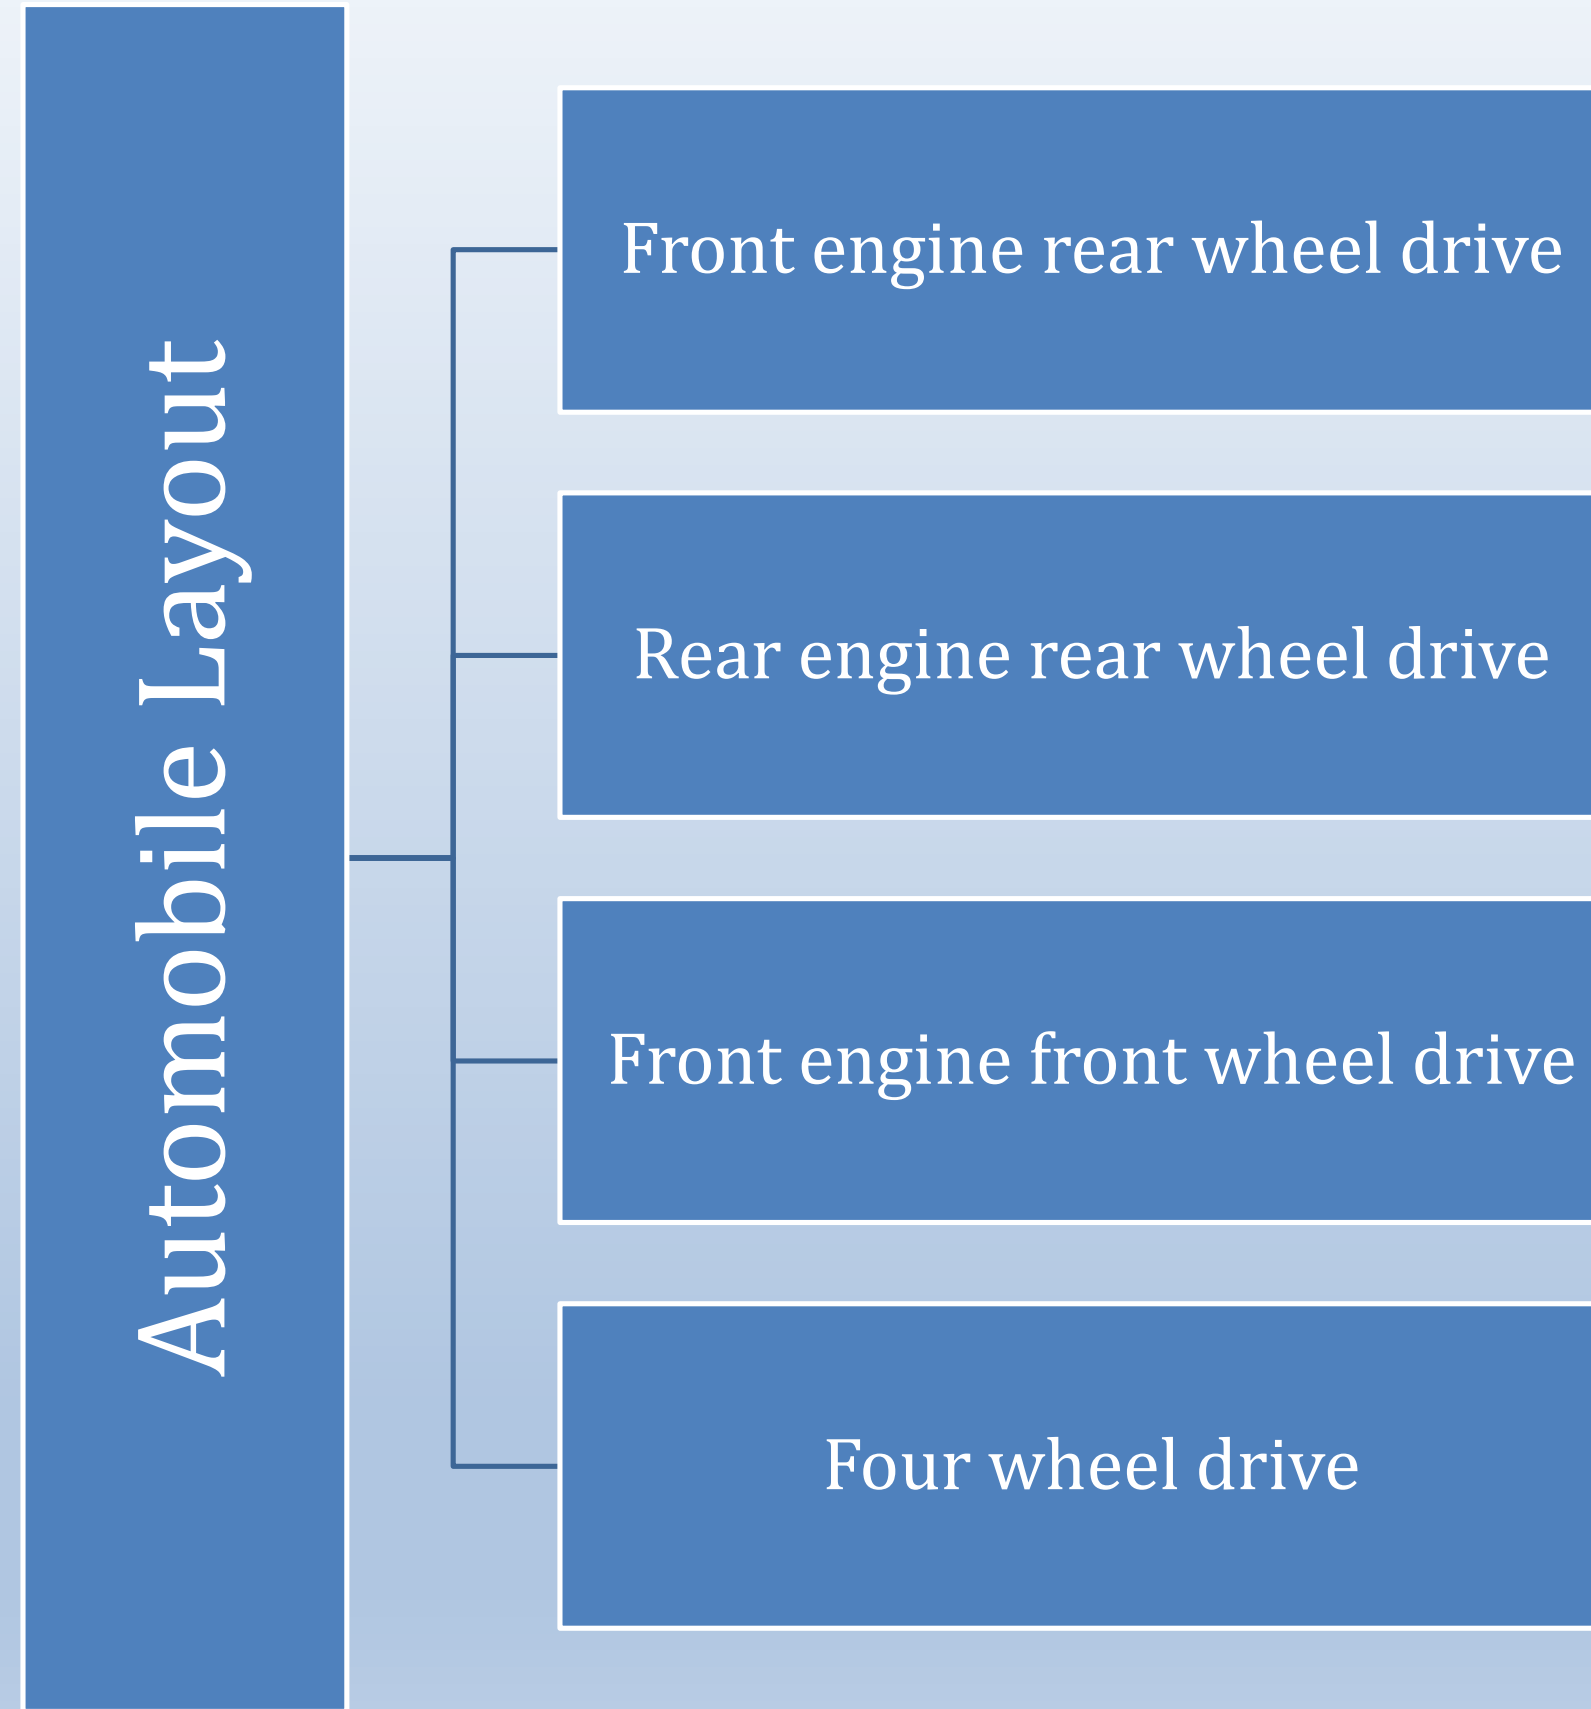 Automobile Layout
Front engine rear wheel drive
Rear engine rear wheel drive
Front engine front wheel drive
Four wheel drive